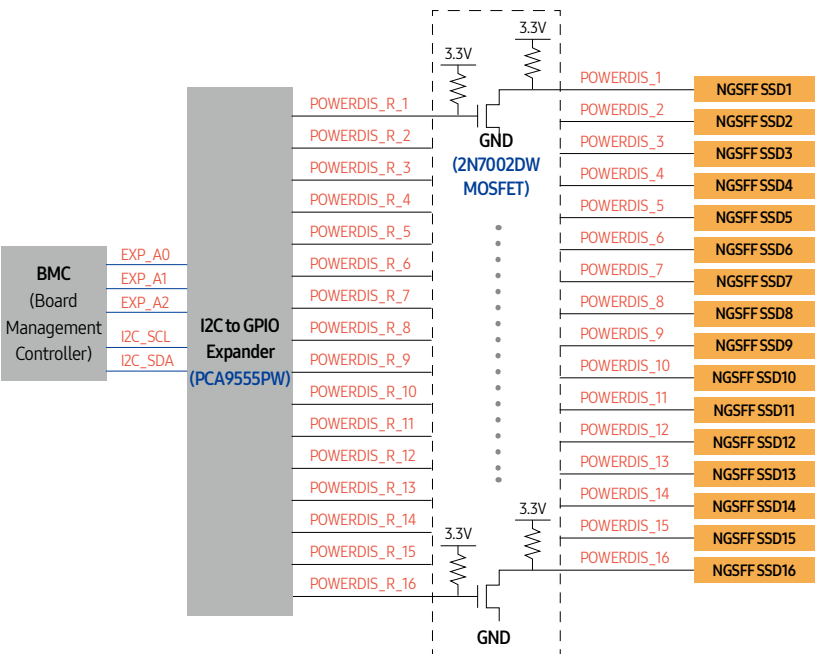 3.3V
3.3V
POWERDIS_R_1
POWERDIS_R_2
POWERDIS_R_3
POWERDIS_R_4
POWERDIS_R_5
POWERDIS_R_6
POWERDIS_R_7
POWERDIS_R_8
POWERDIS_R_9
POWERDIS_R_10
POWERDIS_R_11
POWERDIS_R_12
POWERDIS_R_13
POWERDIS_R_14
POWERDIS_R_15
POWERDIS_R_16
BMC
(Board
Management
Controller)
EXP_A0
EXP_A1
EXP_A2
I2C_SCL
I2C_SDA
I2C to GPIO
Expander
(PCA9555PW)
GND
(2N7002DW
MOSFET)
3.3V
3.3V
GND
POWERDIS_1
POWERDIS_2
POWERDIS_3
POWERDIS_4
POWERDIS_5
POWERDIS_6
POWERDIS_7
POWERDIS_8
POWERDIS_9
POWERDIS_10
POWERDIS_11
POWERDIS_12
POWERDIS_13
POWERDIS_14
POWERDIS_15
POWERDIS_16
NGSFF SSD1
NGSFF SSD2
NGSFF SSD3
NGSFF SSD4
NGSFF SSD5
NGSFF SSD6
NGSFF SSD7
NGSFF SSD8
NGSFF SSD9
NGSFF SSD10
NGSFF SSD11
NGSFF SSD12
NGSFF SSD13
NGSFF SSD14
NGSFF SSD15
NGSFF SSD16